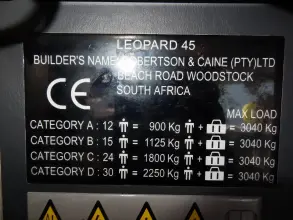 LEOPARD 45
BUILDER'S NAME ROBERTSON & CAINE (PTY)LTD
BEACH ROAD WOODSTOCK
SOUTH AFRICA
CE
MAX LOAD
CATEGORY A : 12 = 900 Kg + = 3040 Kg
CATEGORY B : 15 = 1125 Kg + = 3040 Kg
CATEGORY C : 24 = 1800 Kg + = 3040 Kg
CATEGORY D : 30 = 2250 Kg + = 3040 Kg